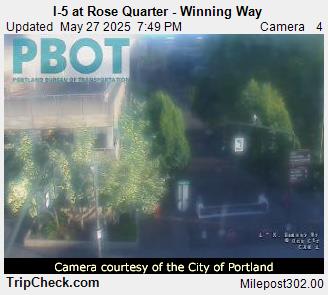 I-5 at Rose Quarter - Winning Way
Updated May 27 2025 7:49 PM Camera 4
PBOT
PORTLAND BUREAU OF TRANSPORTATION
Camera courtesy of the City of Portland
TripCheck.com Milepost302.00